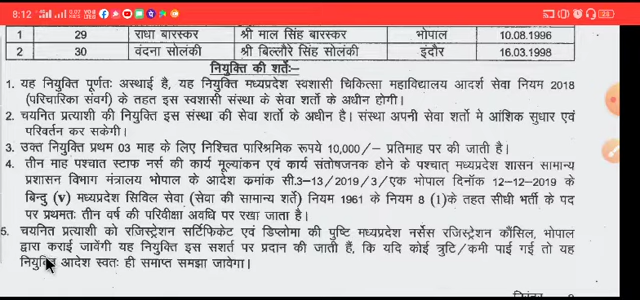 8:12
1 29 राधा बारस्कर श्री माल सिंह बारस्कर भोपाल 10.08.1996
2 30 वंदना सोलंकी श्री बिल्लौरे सिंह सोलंकी इंदौर 16.03.1998
नियुक्ति की शर्ते:-
1. यह नियुक्ति पूर्णतः अस्थाई है, यह नियुक्ति मध्यप्रदेश स्वशासी चिकित्सा महाविद्यालय आदर्श सेवा नियम 2018
(परिचारिका संवर्ग) के तहत इस स्वशासी संस्था के सेवा शर्तो के अधीन होगी।
2. चयनित प्रत्याशी की नियुक्ति इस संस्था की सेवा शर्तो के अधीन है। संस्था अपनी सेवा शर्तो मे आंशिक सुधार एवं
परिवर्तन कर सकेगी।
3. उक्त नियुक्ति प्रथम 03 माह के लिए निश्चित पारिश्रमिक रूपये 10,000/- प्रतिमाह पर की जाती है।
4. तीन माह पश्चात स्टाफ नर्स की कार्य मूल्यांकन एवं कार्य संतोषजनक होने के पश्चात् मध्यप्रदेश शासन सामान्य
प्रशासन विभाग मंत्रालय भोपाल के आदेश कमांक सी.3-13/2019/3/एक भोपाल दिनॉक 12-12-2019 के
बिन्दु (v) मध्यप्रदेश सिविल सेवा (सेवा की सामान्य शर्ते) नियम 1961 के नियम 8 (1)के तहत सीधी भर्ती के पद
पर प्रथमतः तीन वर्ष की परिवीक्षा अवधि पर रखा जाता है।
5. चयनित प्रत्याशी को रजिस्ट्रेशन सर्टिफिकेट एवं डिप्लोमा की पुष्टि मध्यप्रदेश नर्सेस रजिस्ट्रेशन कौंसिल, भोपाल
द्वारा कराई जावेंगी यह नियुक्ति इस सशर्त पर प्रदान की जाती हैं, कि यदि कोई त्रुटि/कमी पाई गई तो यह
नियुक्ति आदेश स्वतः ही समाप्त समझा जावेगा।